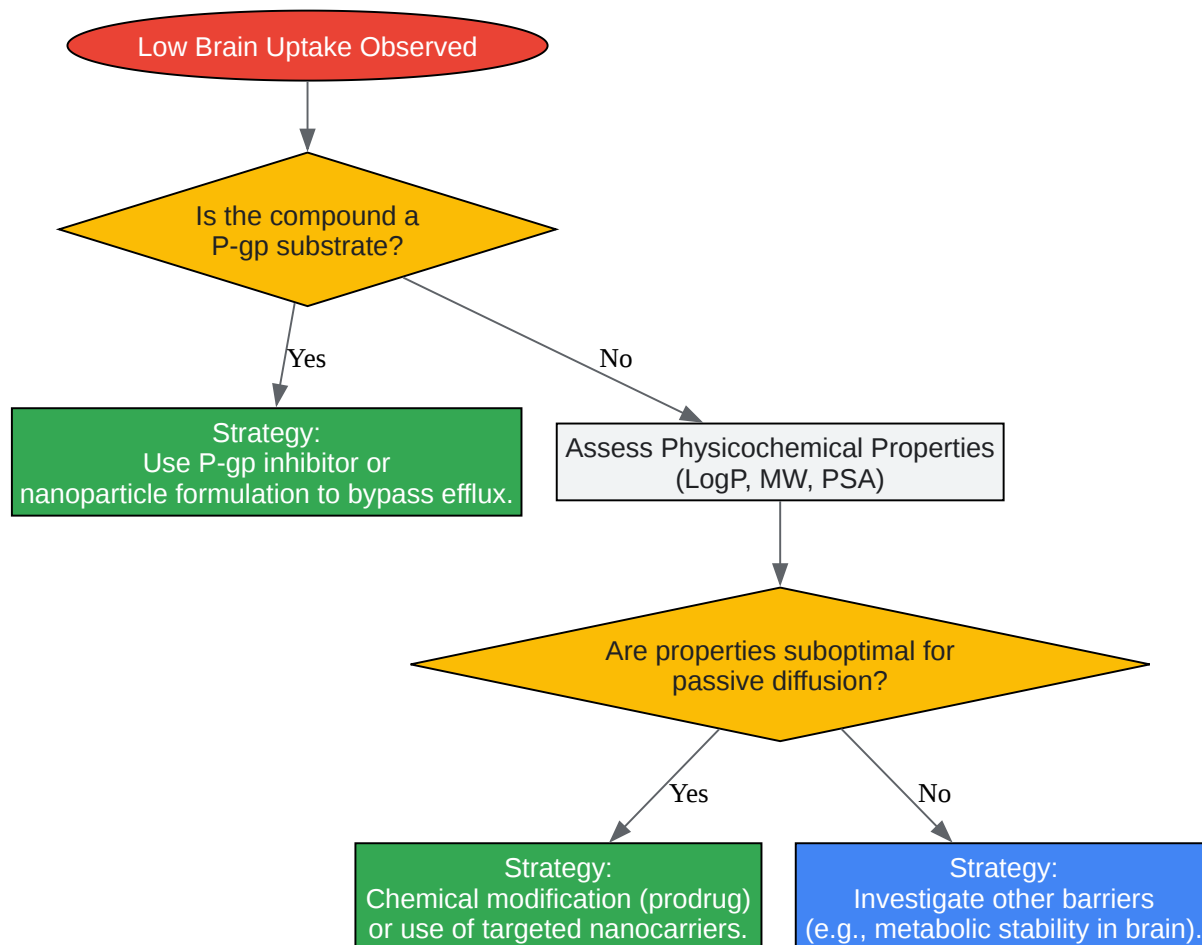 Low Brain Uptake Observed
Is the compound a
P-gp substrate?
Yes
No
Strategy:
Use P-gp inhibitor or
nanoparticle formulation to bypass efflux.
Assess Physicochemical Properties
(LogP, MW, PSA)
Are properties suboptimal for
passive diffusion?
Yes
No
Strategy:
Chemical modification (prodrug)
or use of targeted nanocarriers.
Strategy:
Investigate other barriers
(e.g., metabolic stability in brain)